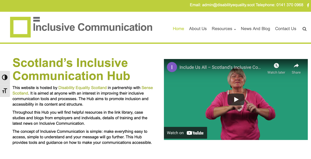 Email: admin@disabilityequality.scot Telephone: 0141 370 0968
Inclusive Communication
Home About Us Resources News And Blog Contact Us
Scotland's Inclusive
Communication Hub
This website is hosted by Disability Equality Scotland in partnership with Sense
Scotland. It is aimed at anyone with an interest in improving their inclusive
communication tools and processes. The Hub aims to promote inclusion and
accessibility in its content and structure.
Throughout this Hub you will find helpful resources in the link library, case
studies and blogs from employers and individuals, details of training and the
latest news on Inclusive Communication.
The concept of Inclusive Communication is simple: make everything easy to
access, simple to understand and your message will go further. This Hub
provides tools and guidance on how to make your communications accessible.
Include Us All - Scotland's Inclusive Co...
Watch later Share
Watch on YouTube